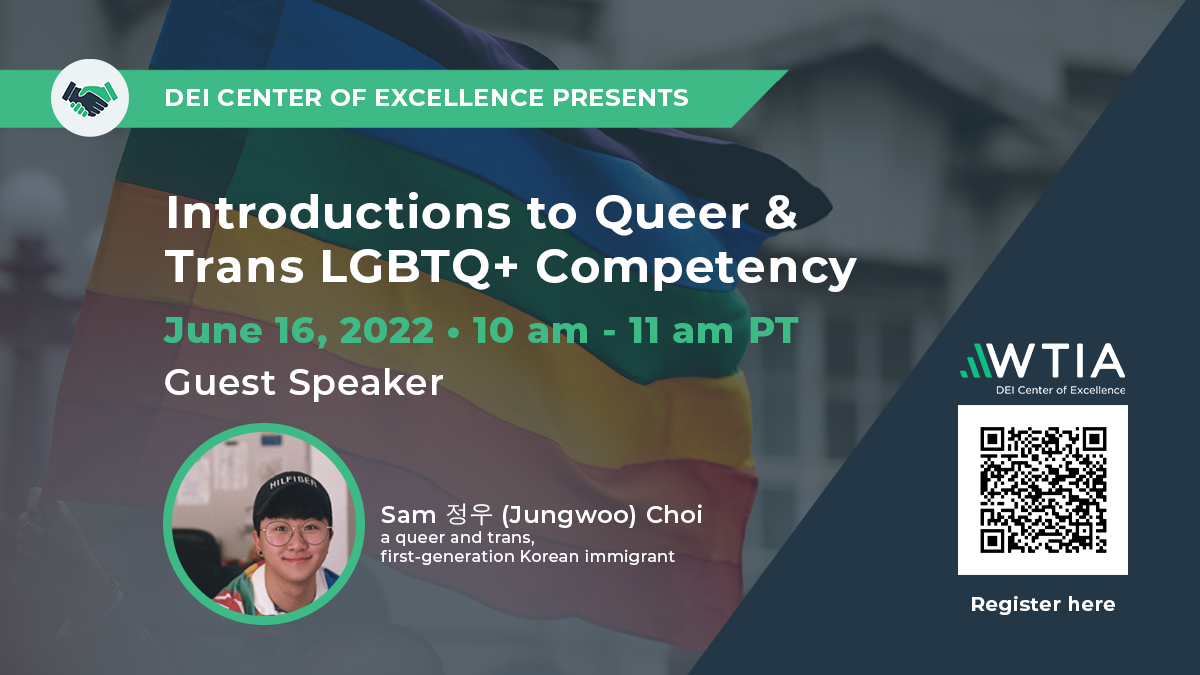 DEI CENTER OF EXCELLENCE PRESENTS
Introductions to Queer &
Trans LGBTQ+ Competency
June 16, 2022 • 10 am - 11 am PT
Guest Speaker
HILFIGER
Sam 정우 (Jungwoo) Choi
a queer and trans,
first-generation Korean immigrant
WTIA
DEI Center of Excellence
Register here